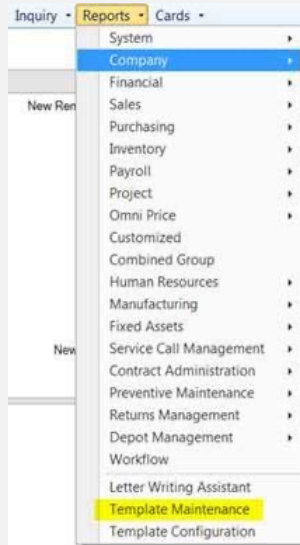 Inquiry Reports Cards
System
Company
Financial
New Ren Sales
Purchasing
Inventory
Payroll
Project
Omni Price
Customized
Combined Group
Human Resources
Manufacturing
Fixed Assets
New Service Call Management
Contract Administration
Preventive Maintenance
Returns Management
Depot Management
Workflow
Letter Writing Assistant
Template Maintenance
Template Configuration